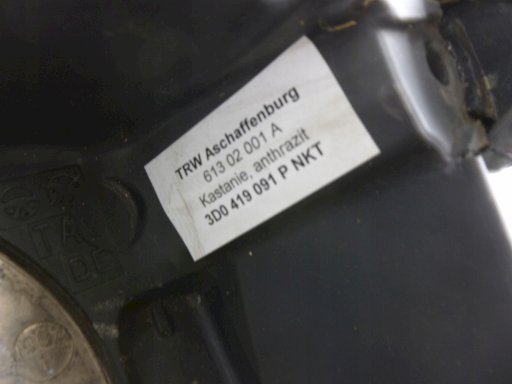 TRW Aschaffenburg
613 02 001 A
Kastanie, anthrazit
3D0 419 091 P NKT